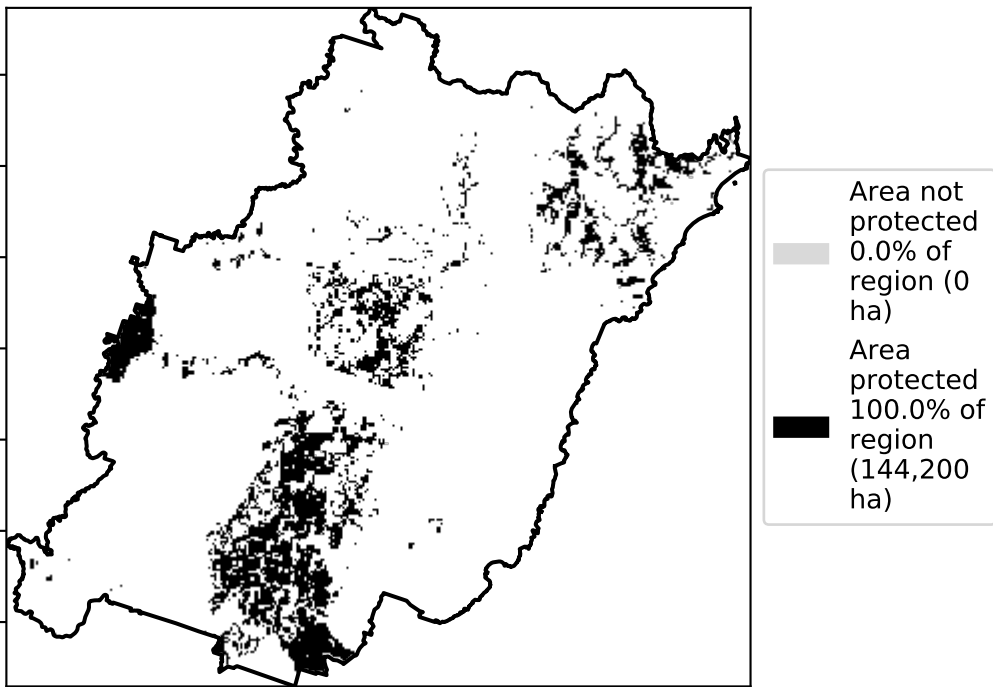 Area not
protected
0.0% of
region (0
ha)
Area
protected
100.0% of
region
(144,200
ha)